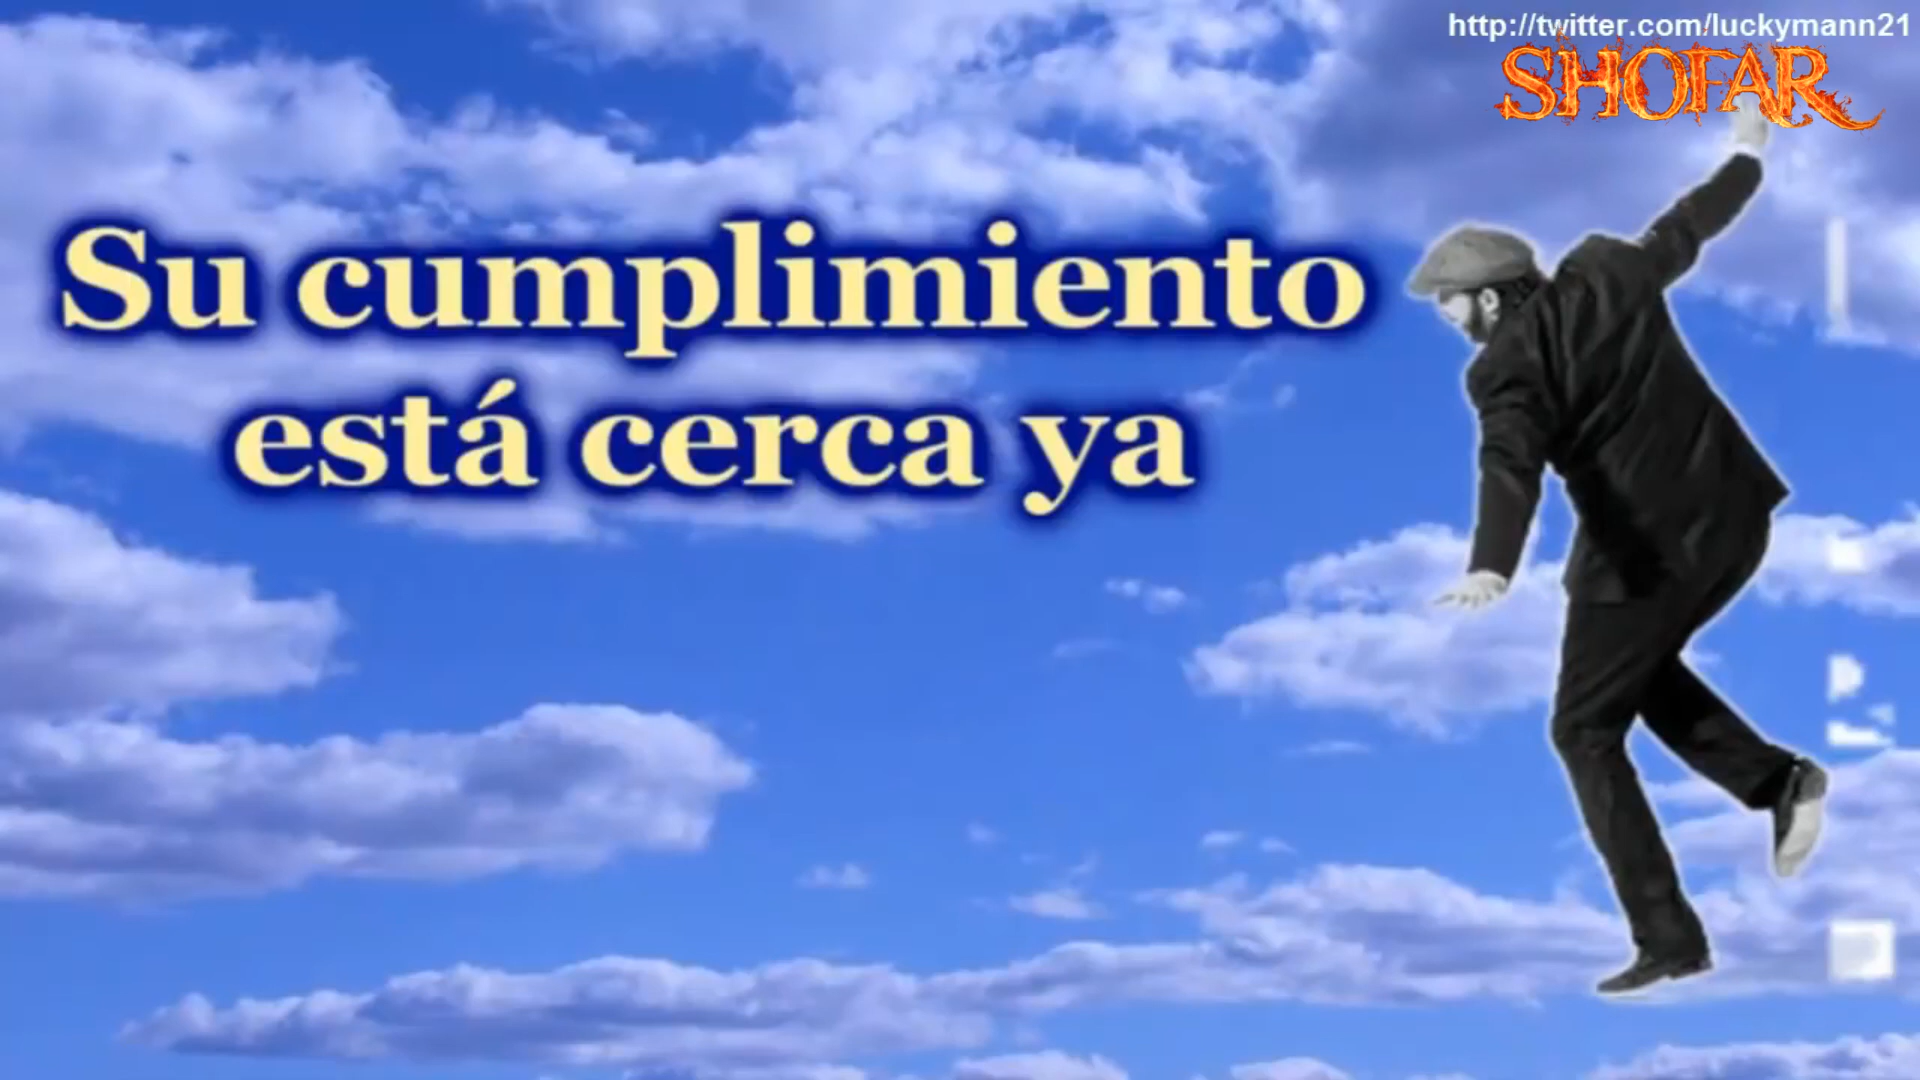 http://twitter.com/luckymann21
SHOFAR
Su cumplimiento
está cerca ya